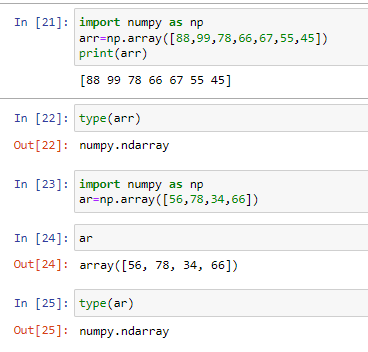 In [21]: import numpy as np
arr=np.array([88,99,78,66,67,55,45])
print(arr)
[88 99 78 66 67 55 45]
In [22]: type(arr)
Out[22]: numpy.ndarray
In [23]: import numpy as np
ar=np.array([56,78,34,66])
In [24]: ar
Out[24]: array([56, 78, 34, 66])
In [25]: type(ar)
Out[25]: numpy.ndarray